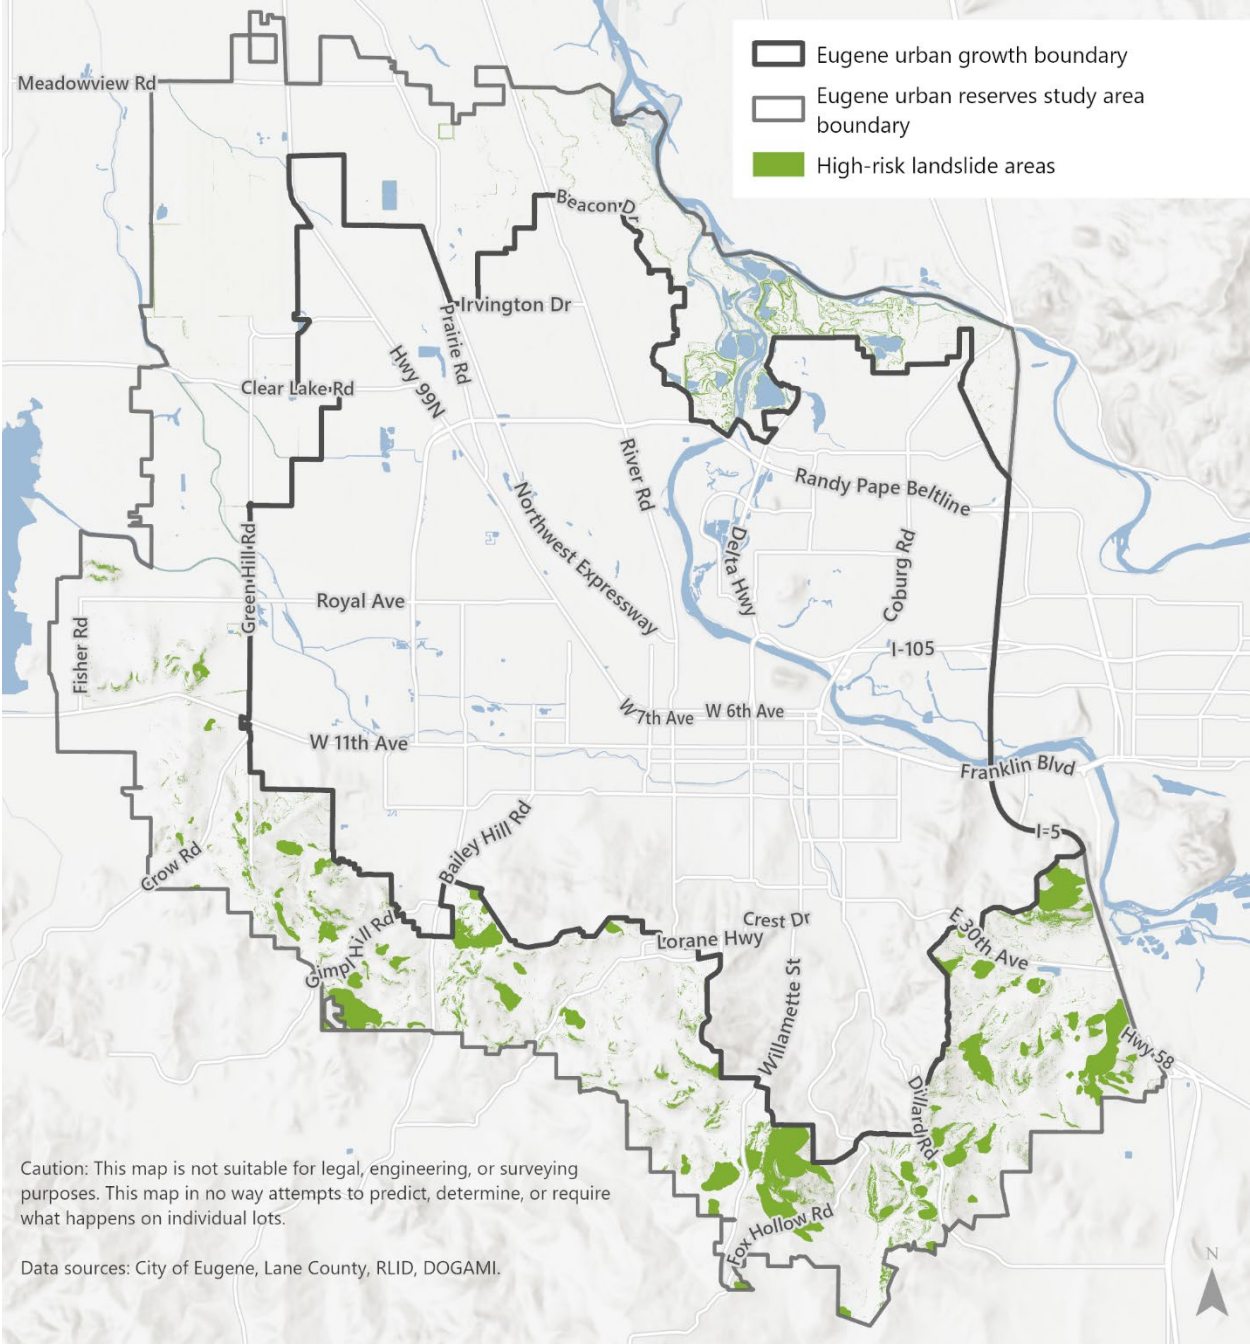 Eugene urban growth boundary
Eugene urban reserves study area
boundary
High-risk landslide areas
Meadowview Rd
Beacon Dr
Irvington Dr
Prairie Rd
Hwy 99N
Clear Lake Rd
River Rd
Randy Pape Beltline
Northwest Expressway
Delta Hwy
Coburg Rd
Green Hill Rd
Royal Ave
Fisher Rd
I-105
W 7th Ave
W 6th Ave
W 11th Ave
Franklin Blvd
I-5
Bailey Hill Rd
Crow Rd
Crest Dr
Lorane Hwy
E 30th Ave
Gimpl Hill Rd
Willamette St
Hwy 58
Dillard Rd
Fox Hollow Rd
Caution: This map is not suitable for legal, engineering, or surveying
purposes. This map in no way attempts to predict, determine, or require
what happens on individual lots.
Data sources: City of Eugene, Lane County, RLID, DOGAMI.
N